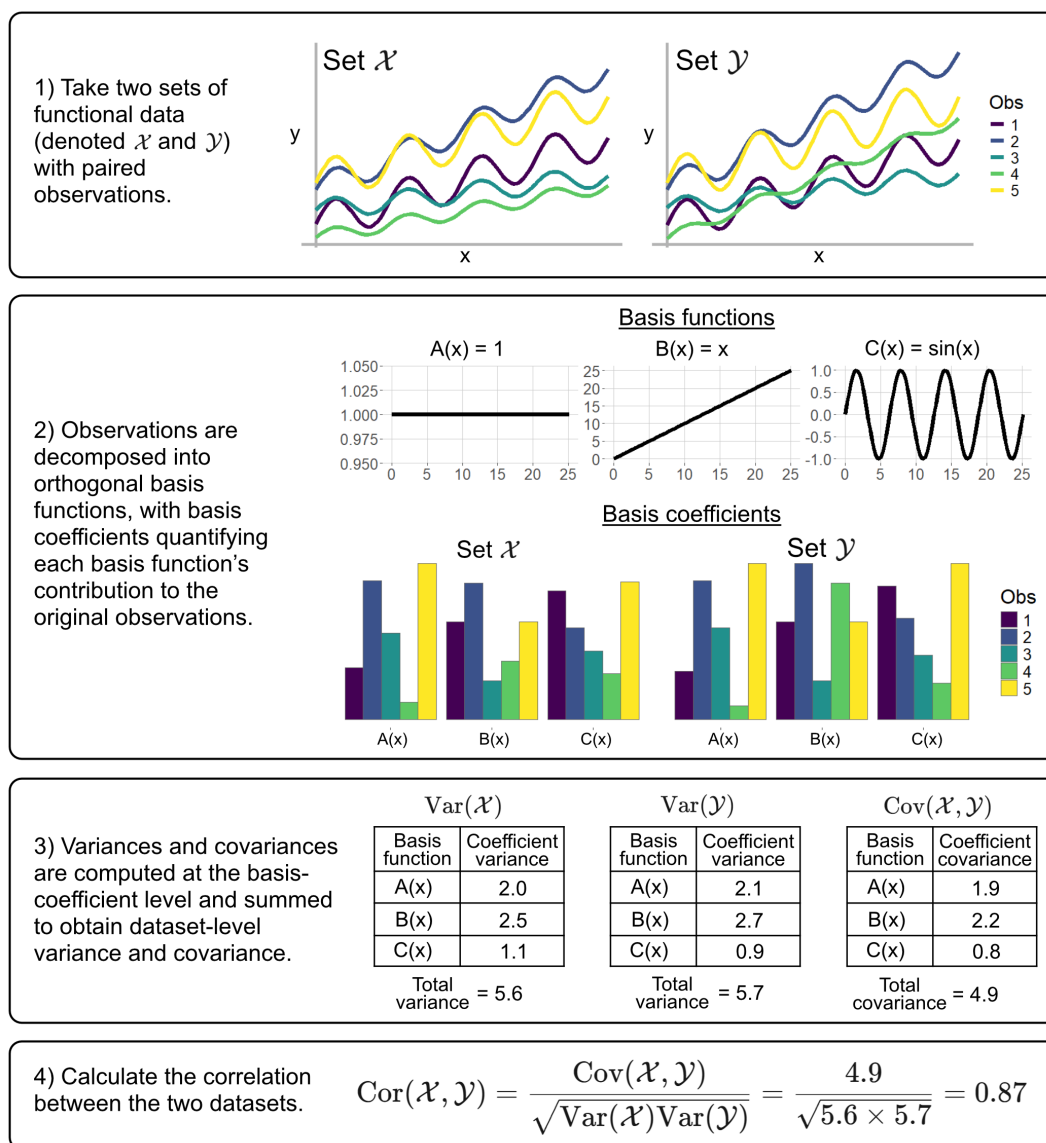 1) Take two sets of
functional data
(denoted 𝒳 and 𝒴)
with paired
observations.
Set 𝒳
y
x
Set 𝒴
y
x
Obs
1
2
3
4
5
2) Observations are
decomposed into
orthogonal basis
functions, with basis
coefficients quantifying
each basis function’s
contribution to the
original observations.
Basis functions
A(x) = 1
1.050
1.025
1.000
0.975
0.950
0 5 10 15 20 25
B(x) = x
25
20
15
10
5
0
0 5 10 15 20 25
C(x) = sin(x)
1.0
0.5
0.0
-0.5
-1.0
0 5 10 15 20 25
Basis coefficients
Set 𝒳
A(x) B(x) C(x)
Set 𝒴
A(x) B(x) C(x)
Obs
1
2
3
4
5
3) Variances and covariances
are computed at the basis-
coefficient level and summed
to obtain dataset-level
variance and covariance.
Var(𝒳)
Basis function Coefficient variance
A(x) 2.0
B(x) 2.5
C(x) 1.1
Total variance = 5.6
Var(𝒴)
Basis function Coefficient variance
A(x) 2.1
B(x) 2.7
C(x) 0.9
Total variance = 5.7
Cov(𝒳, 𝒴)
Basis function Coefficient covariance
A(x) 1.9
B(x) 2.2
C(x) 0.8
Total covariance = 4.9
4) Calculate the correlation
between the two datasets.
Cor(𝒳, 𝒴) = Cov(𝒳, 𝒴) / √Var(𝒳)Var(𝒴) = 4.9 / √5.6 × 5.7 = 0.87